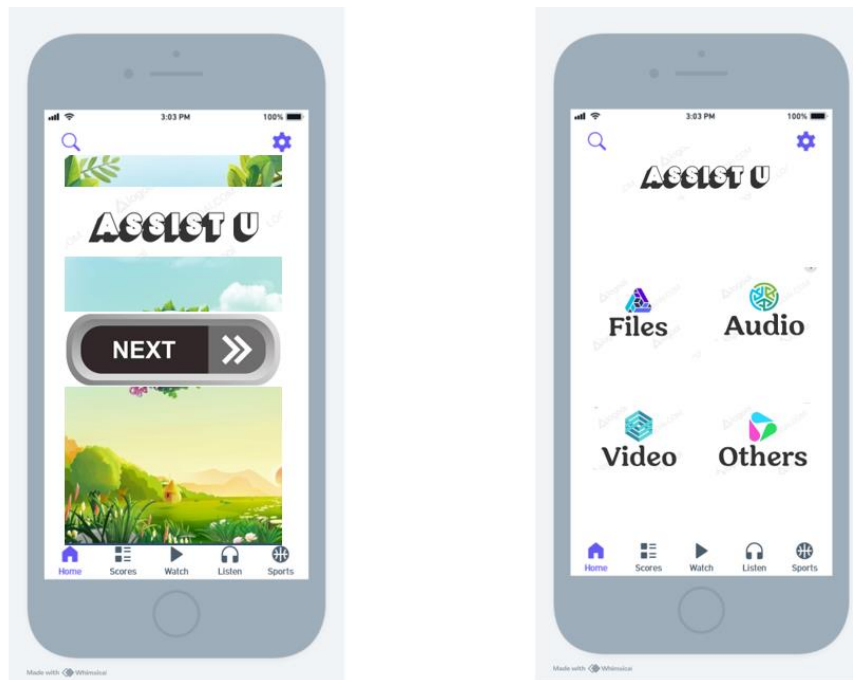 3:03 PM 100%
ASSIST U
NEXT
Home Scores Watch Listen Sports
Made with Whimsical
3:03 PM 100%
ASSIST U
Files Audio
Video Others
Home Scores Watch Listen Sports
Made with Whimsical